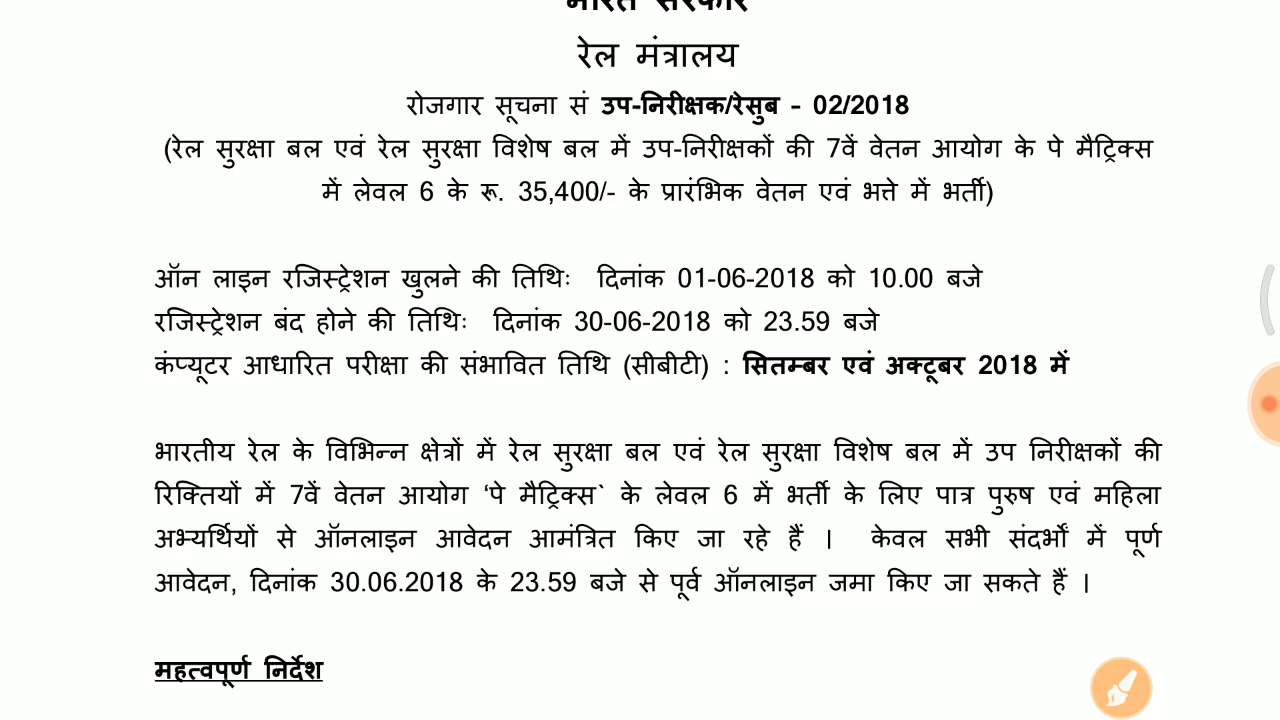 भारत सरकार
रेल मंत्रालय
रोजगार सूचना सं उप-निरीक्षक/रेसुब – 02/2018
(रेल सुरक्षा बल एवं रेल सुरक्षा विशेष बल में उप-निरीक्षकों की 7वें वेतन आयोग के पे मैट्रिक्स
में लेवल 6 के रू. 35,400/- के प्रारंभिक वेतन एवं भत्ते में भर्ती)
ऑन लाइन रजिस्ट्रेशन खुलने की तिथिः दिनांक 01-06-2018 को 10.00 बजे
रजिस्ट्रेशन बंद होने की तिथिः दिनांक 30-06-2018 को 23.59 बजे
कंप्यूटर आधारित परीक्षा की संभावित तिथि (सीबीटी) : सितम्बर एवं अक्टूबर 2018 में
भारतीय रेल के विभिन्न क्षेत्रों में रेल सुरक्षा बल एवं रेल सुरक्षा विशेष बल में उप निरीक्षकों की
रिक्तियों में 7वें वेतन आयोग ‘पे मैट्रिक्स` के लेवल 6 में भर्ती के लिए पात्र पुरुष एवं महिला
अभ्यर्थियों से ऑनलाइन आवेदन आमंत्रित किए जा रहे हैं । केवल सभी संदर्भों में पूर्ण
आवेदन, दिनांक 30.06.2018 के 23.59 बजे से पूर्व ऑनलाइन जमा किए जा सकते हैं ।
महत्वपूर्ण निर्देश